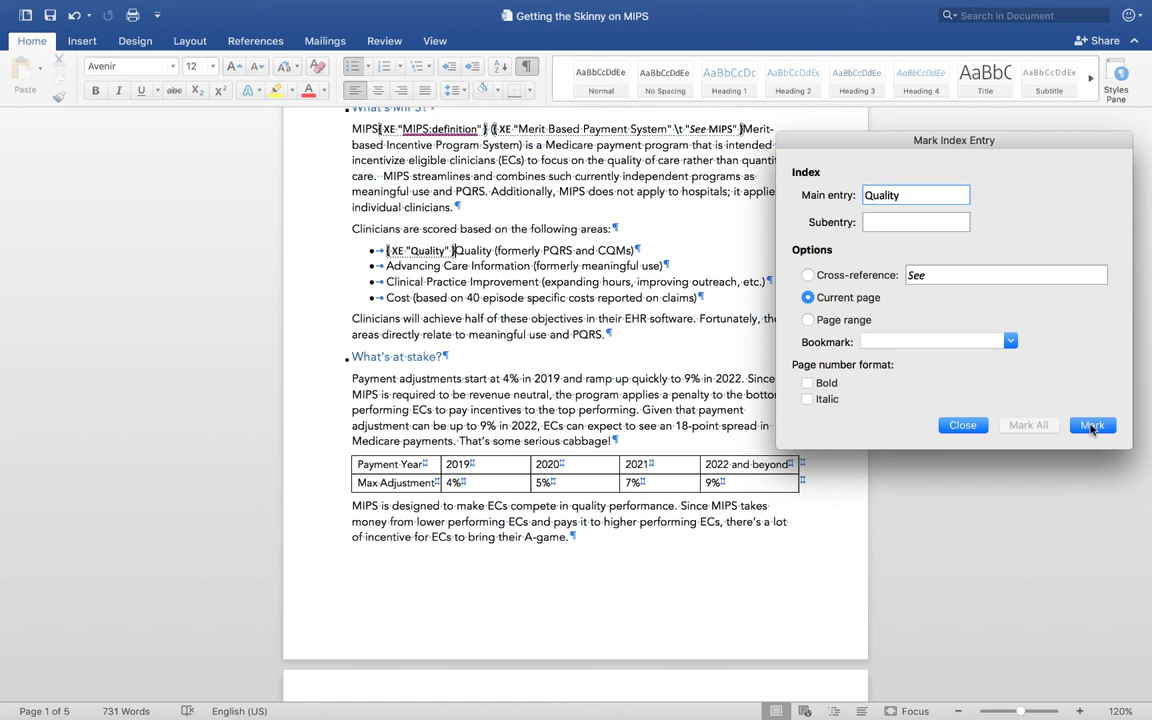 Getting the Skinny on MIPS
Search in Document
Home Insert Design Layout References Mailings Review View
Share
Paste
Avenir 12
B I U abc X₂ X²
AaBbCcDdEe AaBbCcDdEe AaBbCcDc AaBbCcDdEe AaBbCcDdEe AaBbCcDdEe AaBbC AaBbCcDdEe
Normal No Spacing Heading 1 Heading 2 Heading 3 Heading 4 Title Subtitle
Styles
Pane
What's MIPS?
MIPS{ XE "MIPS:definition" } ({ XE "Merit Based Payment System" \t "See MIPS" }Merit-
based Incentive Program System) is a Medicare payment program that is intended
incentivize eligible clinicians (ECs) to focus on the quality of care rather than quanti
care. MIPS streamlines and combines such currently independent programs as
meaningful use and PQRS. Additionally, MIPS does not apply to hospitals; it applie
individual clinicians.¶
Clinicians are scored based on the following areas:¶
•→{ XE "Quality" }Quality (formerly PQRS and CQMs)¶
•→Advancing Care Information (formerly meaningful use)¶
•→Clinical Practice Improvement (expanding hours, improving outreach, etc.)¶
•→Cost (based on 40 episode specific costs reported on claims)¶
Clinicians will achieve half of these objectives in their EHR software. Fortunately, the
areas directly relate to meaningful use and PQRS.¶
What's at stake?¶
Payment adjustments start at 4% in 2019 and ramp up quickly to 9% in 2022. Since
MIPS is required to be revenue neutral, the program applies a penalty to the bottor
performing ECs to pay incentives to the top performing. Given that payment
adjustment can be up to 9% in 2022, ECs can expect to see an 18-point spread in
Medicare payments. That's some serious cabbage!¶
Payment Year 2019 2020 2021 2022 and beyond
Max Adjustment 4% 5% 7% 9%
MIPS is designed to make ECs compete in quality performance. Since MIPS takes
money from lower performing ECs and pays it to higher performing ECs, there's a lot
of incentive for ECs to bring their A-game.¶
Mark Index Entry
Index
Main entry: Quality
Subentry:
Options
Cross-reference: See
Current page
Page range
Bookmark:
Page number format:
Bold
Italic
Close Mark All Mark
Page 1 of 5 731 Words English (US) Focus 120%